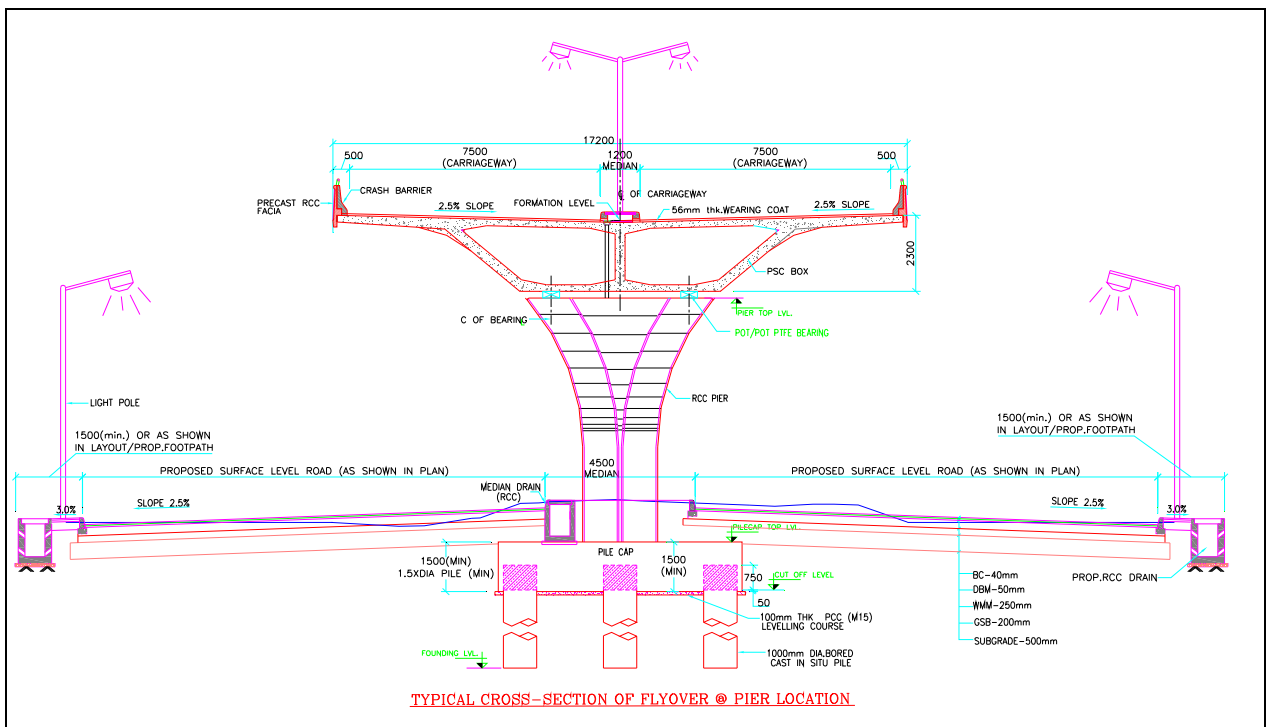 17200
500
7500
(CARRIAGEWAY)
1200
MEDIAN
7500
(CARRIAGEWAY)
500
CRASH BARRIER
PRECAST RCC
FACIA
2.5% SLOPE
FORMATION LEVEL
℄ OF CARRIAGEWAY
56mm thk.WEARING COAT
2.5% SLOPE
2300
PSC BOX
PIER TOP LVL.
C OF BEARING
POT/POT PTFE BEARING
LIGHT POLE
RCC PIER
1500(min.) OR AS SHOWN
IN LAYOUT/PROP.FOOTPATH
1500(min.) OR AS SHOWN
IN LAYOUT/PROP.FOOTPATH
PROPOSED SURFACE LEVEL ROAD (AS SHOWN IN PLAN)
4500
MEDIAN
PROPOSED SURFACE LEVEL ROAD (AS SHOWN IN PLAN)
MEDIAN DRAIN
(RCC)
3.0%
SLOPE 2.5%
SLOPE 2.5%
3.0%
PILECAP TOP LVL.
PILE CAP
1500(MIN)
1.5XDIA PILE (MIN)
1500
(MIN)
750
CUT OFF LEVEL
50
BC-40mm
DBM-50mm
WMM-250mm
GSB-200mm
SUBGRADE-500mm
PROP.RCC DRAIN
100mm THK PCC (M15)
LEVELLING COURSE
FOUNDING LVL.
1000mm DIA.BORED
CAST IN SITU PILE
TYPICAL CROSS-SECTION OF FLYOVER @ PIER LOCATION